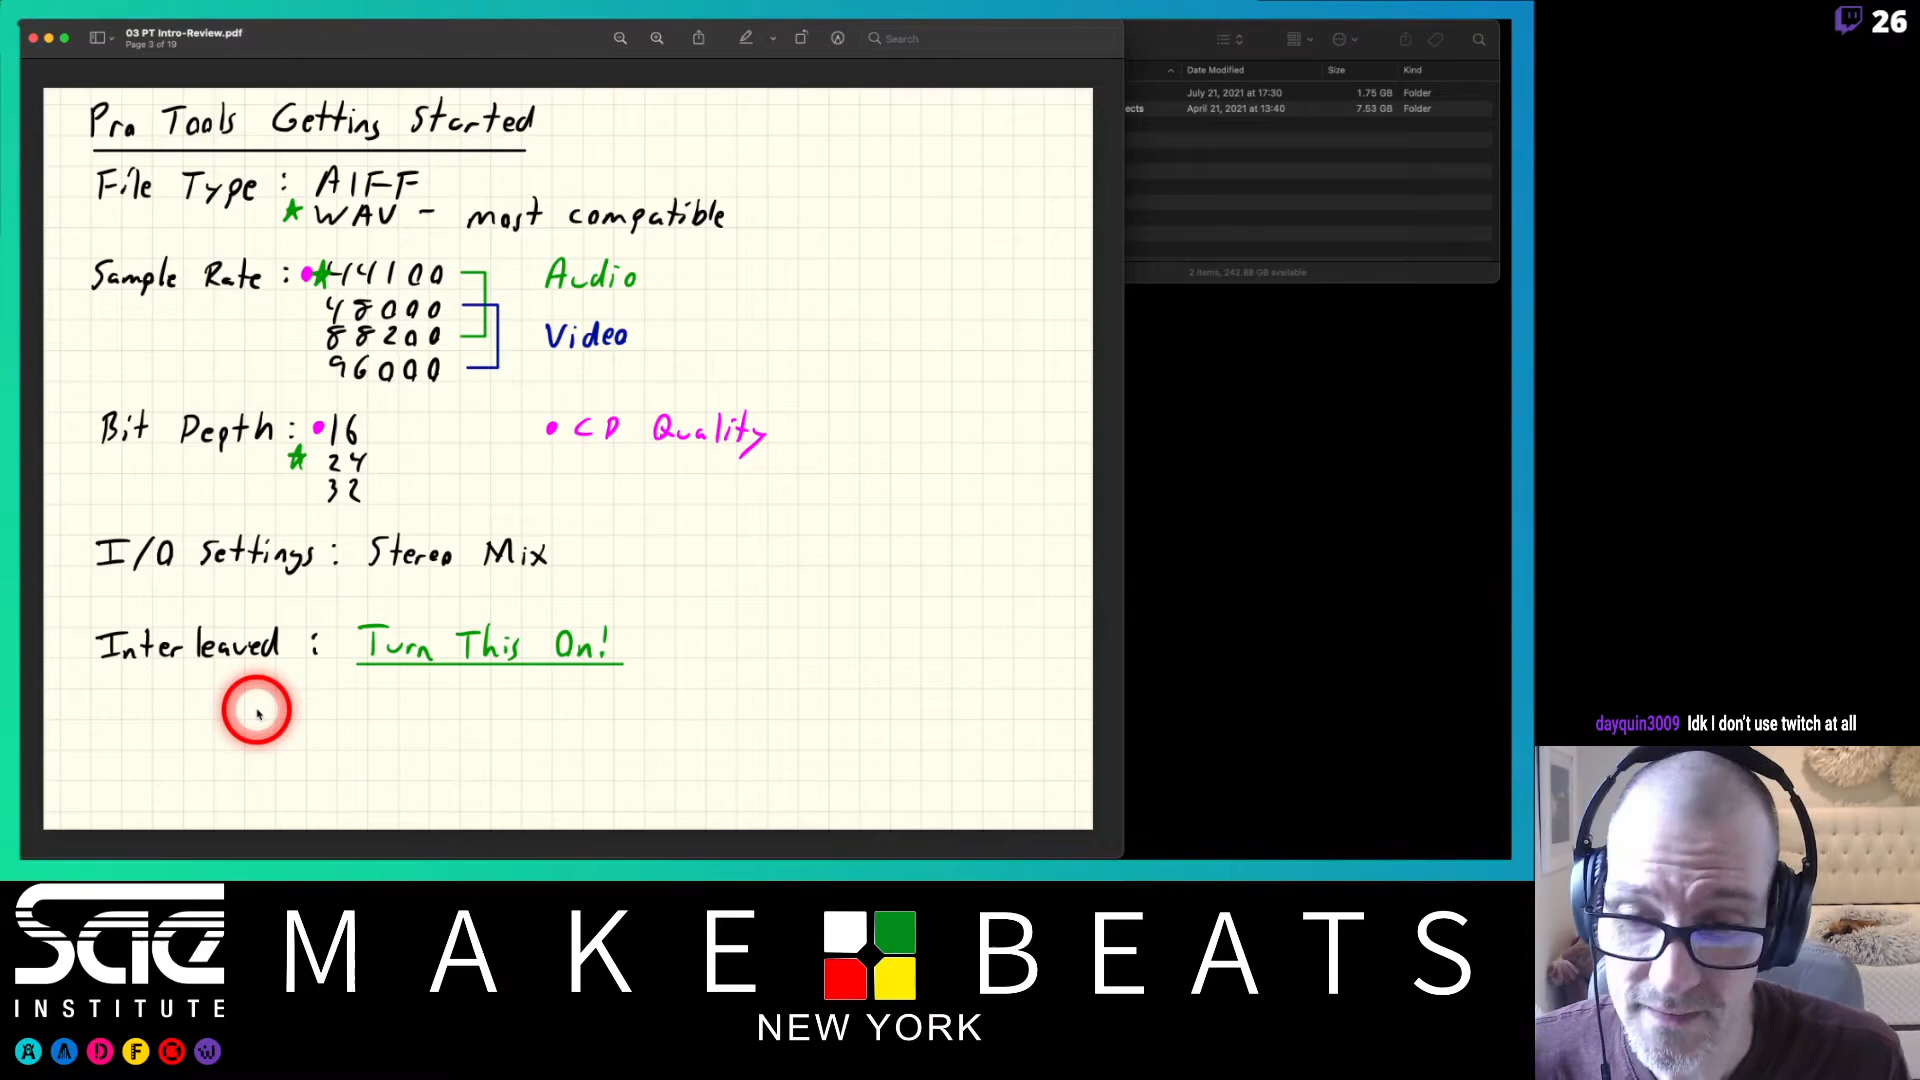 03 PT Intro-Review.pdf
Page 3 of 19
Search
26
Date Modified
Size
Kind
July 21, 2021 at 17:30
1.75 GB
Folder
ects
April 21, 2021 at 13:40
7.53 GB
Folder
2 items, 242.88 GB available
Pro Tools Getting Started
File Type : AIFF
WAV - most compatible
Sample Rate : 44100
Audio
48000
88200
Video
96000
Bit Depth : 16
CD Quality
24
32
I/O Settings : Stereo Mix
Interleaved : Turn This On!
dayquin3009 Idk I don't use twitch at all
sae
INSTITUTE
A A D F G W
MAKE BEATS
NEW YORK